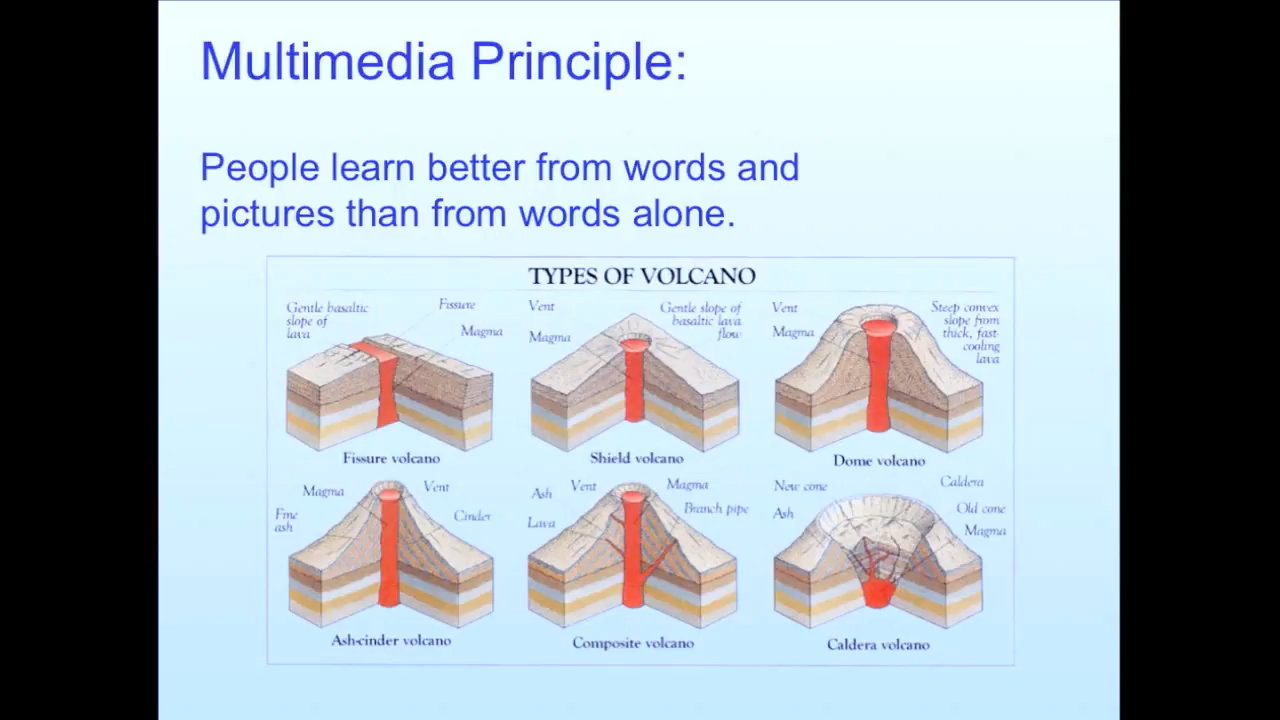 Multimedia Principle:
People learn better from words and
pictures than from words alone.
TYPES OF VOLCANO
Gentle basaltic
slope of
lava
Fissure
Magma
Fissure volcano
Vent
Magma
Gentle slope of
basaltic lava
flow
Shield volcano
Vent
Magma
Steep convex
slope from
thick, fast-
cooling
lava
Dome volcano
Magma
Vent
Fine
ash
Cinder
Ash-cinder volcano
Ash
Vent
Magma
Lava
Branch pipe
Composite volcano
New cone
Caldera
Ash
Old cone
Magma
Caldera volcano